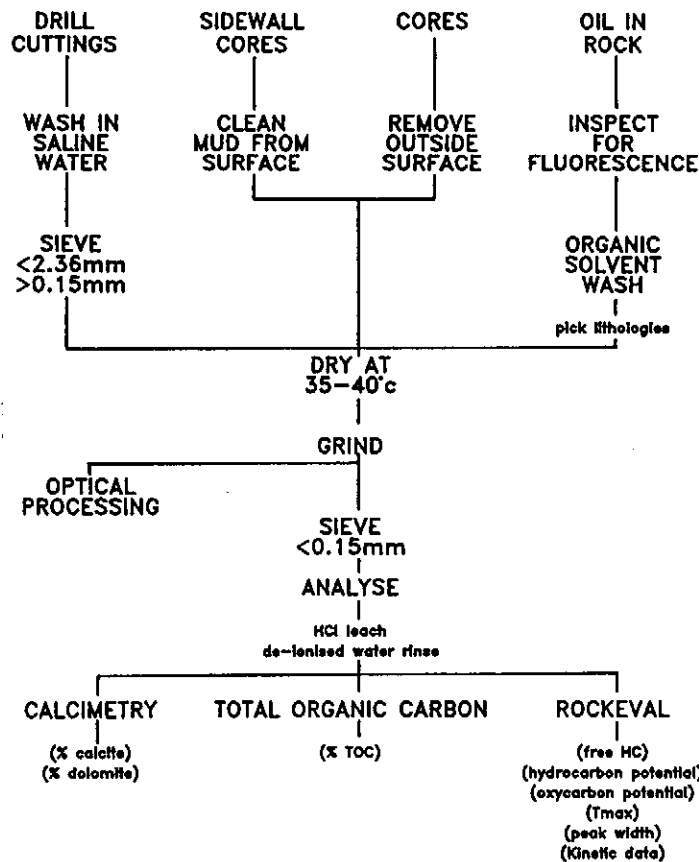 DRILL
CUTTINGS
SIDEWALL
CORES
CORES
OIL IN
ROCK
WASH IN
SALINE
WATER
CLEAN
MUD FROM
SURFACE
REMOVE
OUTSIDE
SURFACE
INSPECT
FOR
FLUORESCENCE
SIEVE
<2.36mm
>0.15mm
ORGANIC
SOLVENT
WASH
pick lithologies
DRY AT
35-40°c
GRIND
OPTICAL
PROCESSING
SIEVE
<0.15mm
ANALYSE
HCl leach
de-ionised water rinse
CALCIMETRY
(% calcite)
(% dolomite)
TOTAL ORGANIC CARBON
(% TOC)
ROCKEVAL
(free HC)
(hydrocarbon potential)
(oxycarbon potential)
(Tmax)
(peak width)
(Kinetic data)